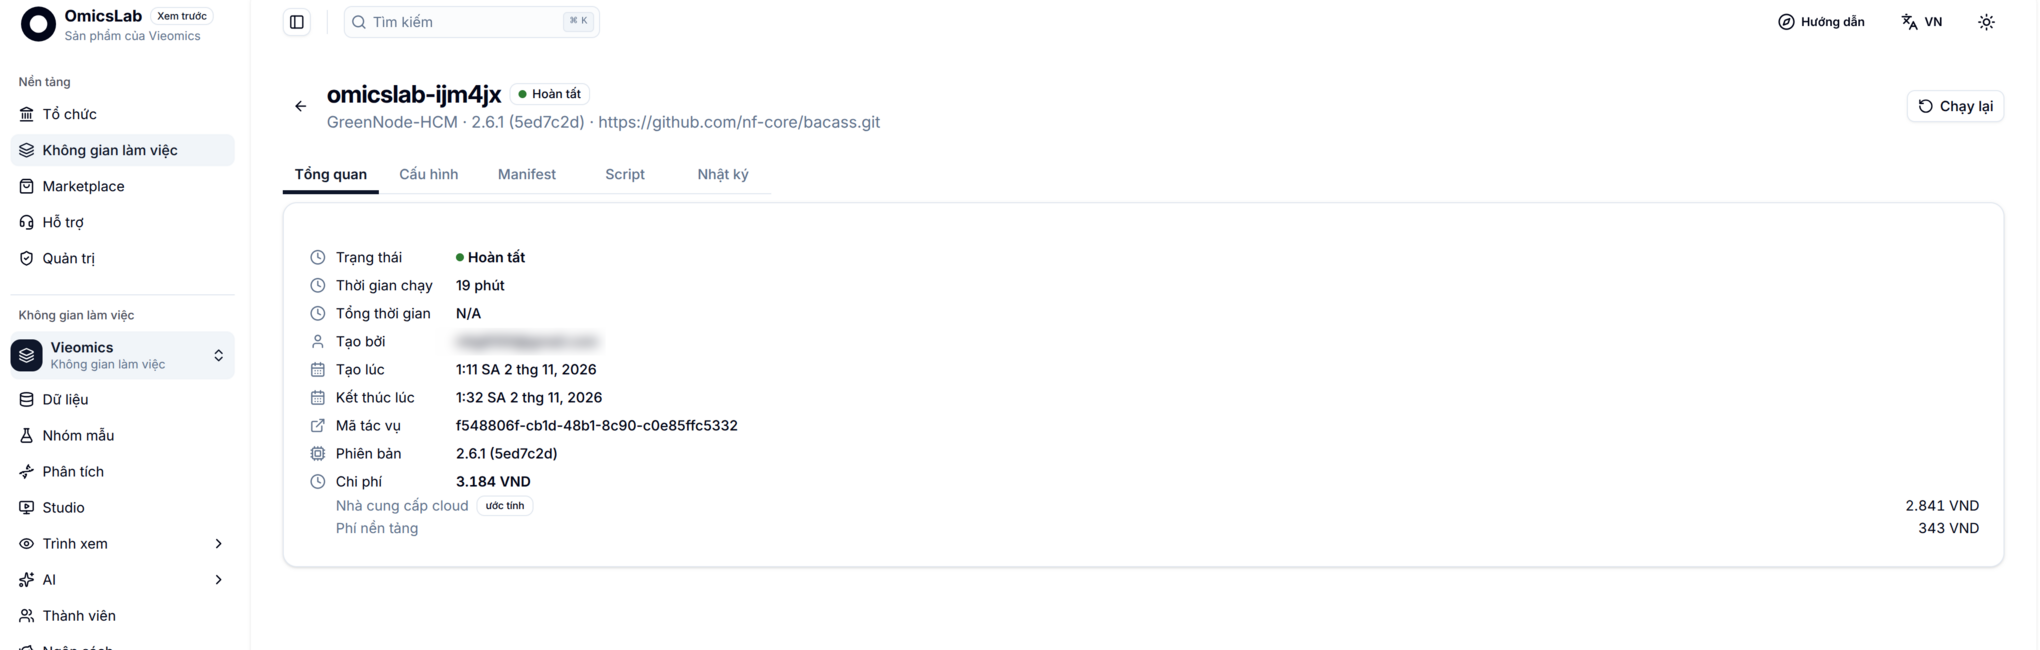 OmicsLab Xem trước
Sản phẩm của Vieomics
Nền tảng
Tổ chức
Không gian làm việc
Marketplace
Hỗ trợ
Quản trị
Không gian làm việc
Vieomics
Không gian làm việc
Dữ liệu
Nhóm mẫu
Phân tích
Studio
Trình xem
AI
Thành viên
Tìm kiếm ⌘ K
Hướng dẫn VN
omicslab-ijm4jx Hoàn tất
GreenNode-HCM · 2.6.1 (5ed7c2d) · https://github.com/nf-core/bacass.git
Chạy lại
Tổng quan Cấu hình Manifest Script Nhật ký
Trạng thái Hoàn tất
Thời gian chạy 19 phút
Tổng thời gian N/A
Tạo bởi
Tạo lúc 1:11 SA 2 thg 11, 2026
Kết thúc lúc 1:32 SA 2 thg 11, 2026
Mã tác vụ f548806f-cb1d-48b1-8c90-c0e85ffc5332
Phiên bản 2.6.1 (5ed7c2d)
Chi phí 3.184 VND
Nhà cung cấp cloud ước tính 2.841 VND
Phí nền tảng 343 VND